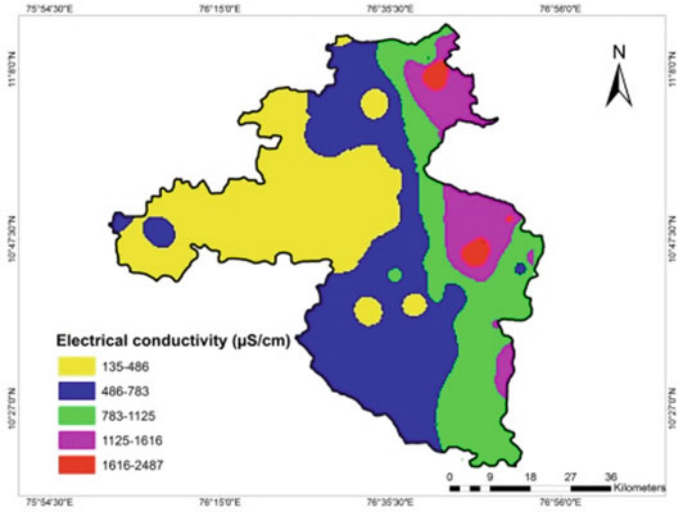 75°54'30"E 76°15'0"E 76°35'30"E 76°56'0"E
N
11°8'0"N 11°8'0"N
10°47'30"N 10°47'30"N
10°27'0"N 10°27'0"N
Electrical conductivity (µS/cm)
135-486
486-783
783-1125
1125-1616
1616-2487
0 9 18 27 36
Kilometers
75°54'30"E 76°15'0"E 76°35'30"E 76°56'0"E